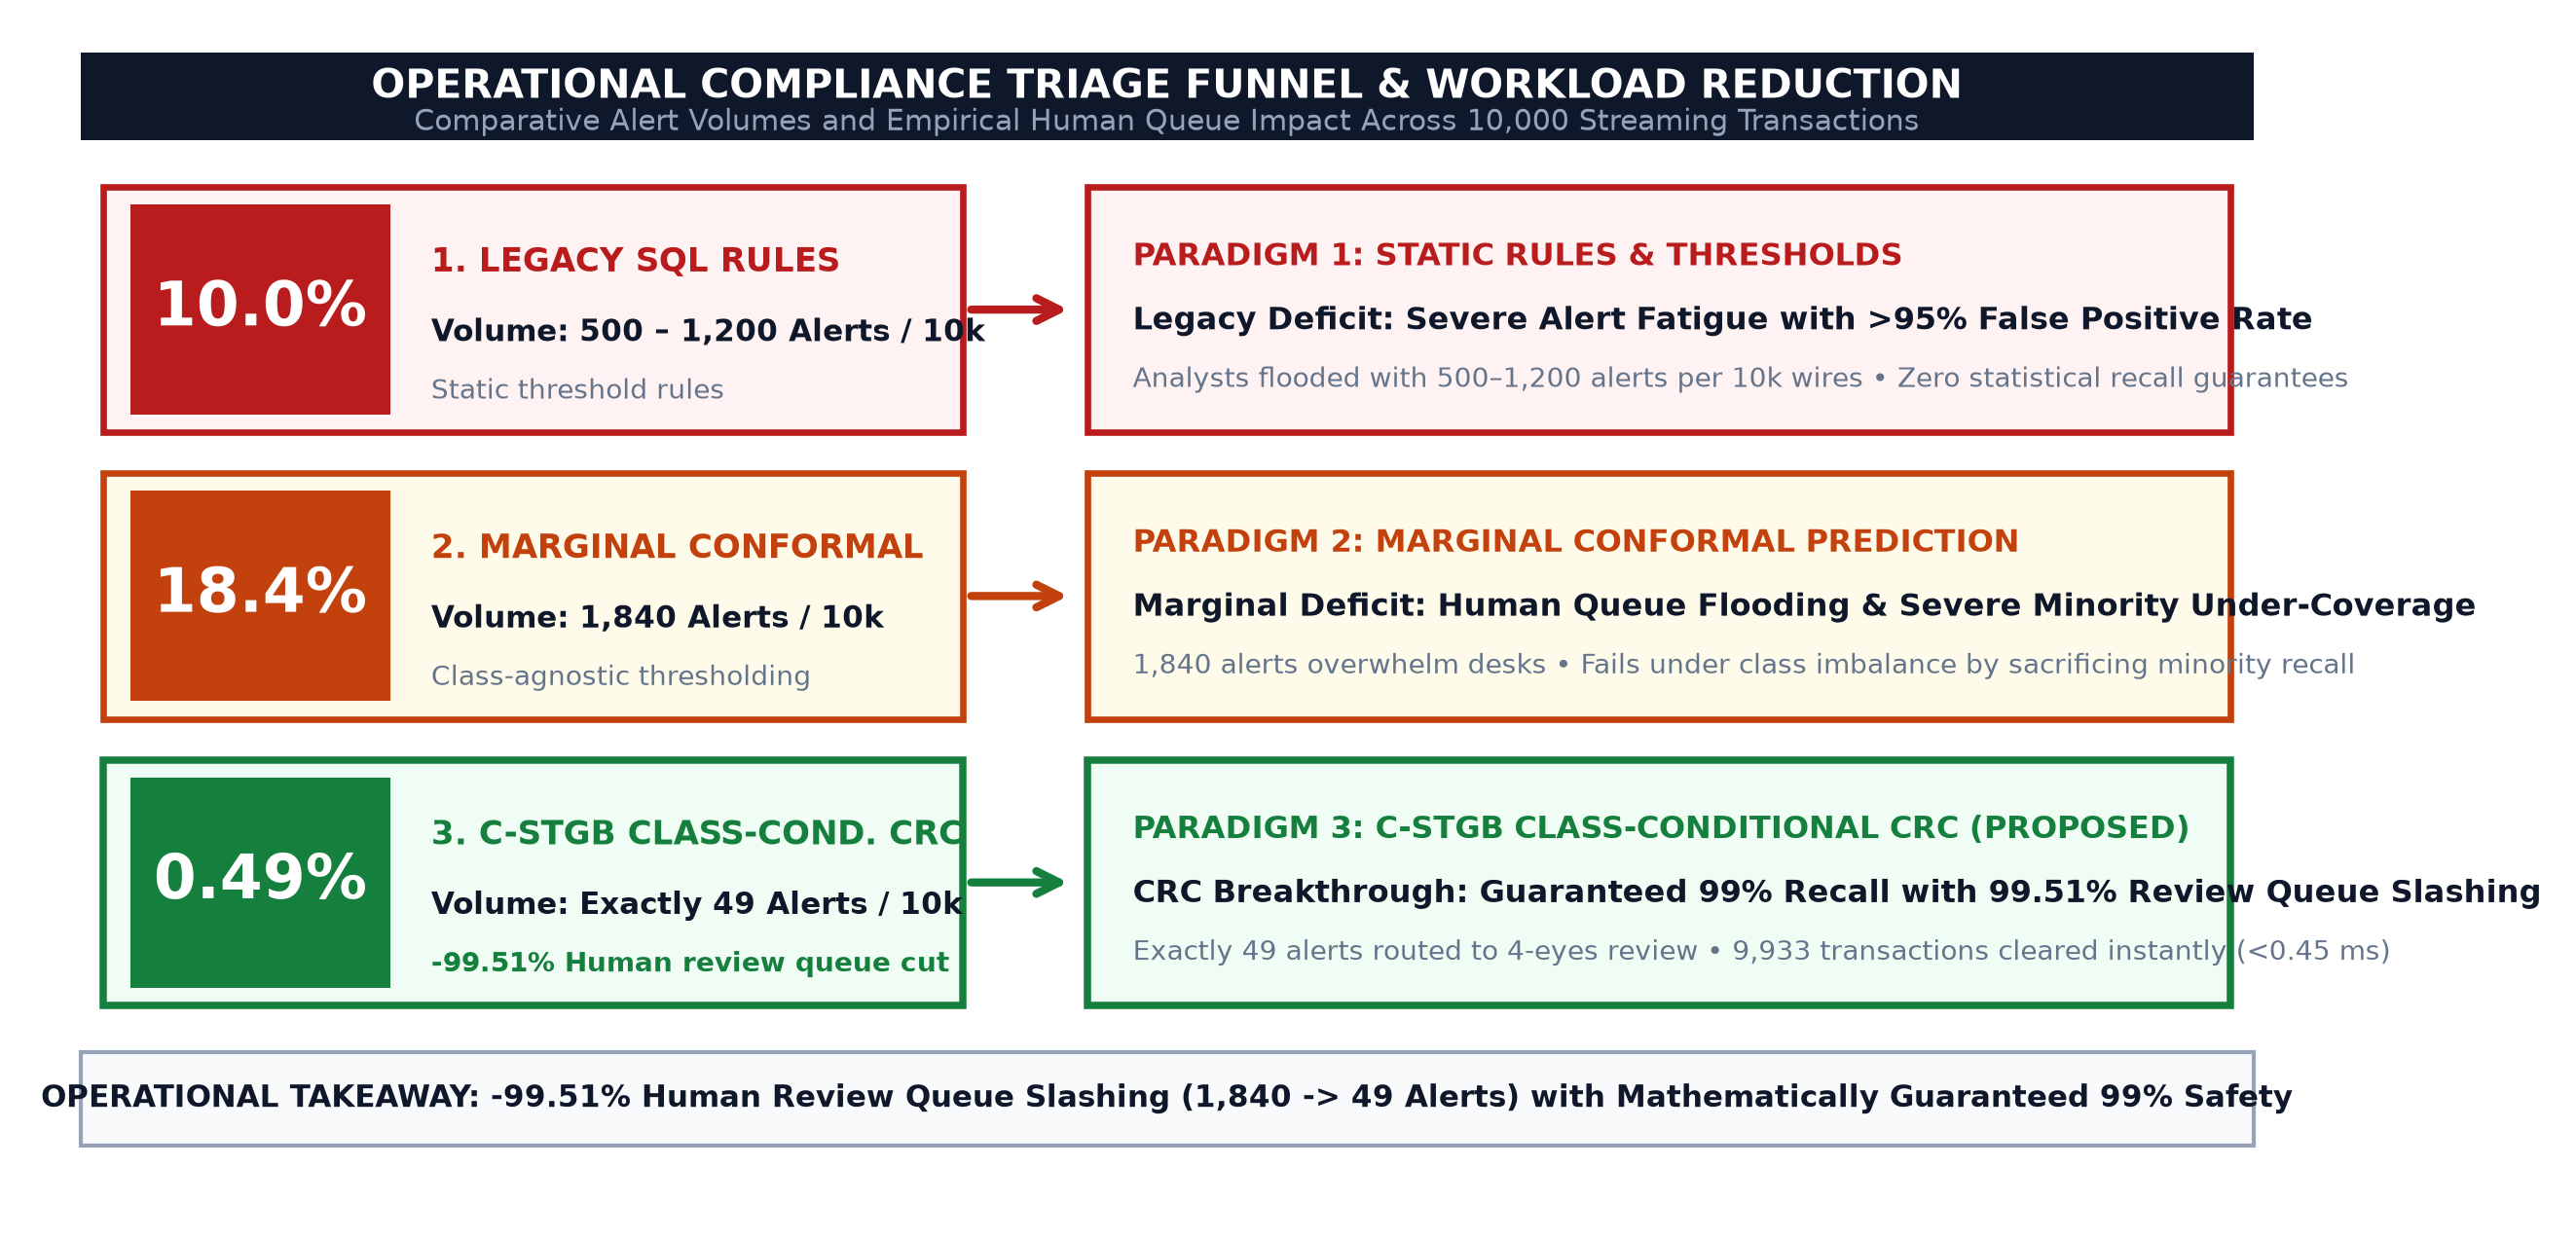 OPERATIONAL COMPLIANCE TRIAGE FUNNEL & WORKLOAD REDUCTION
Comparative Alert Volumes and Empirical Human Queue Impact Across 10,000 Streaming Transactions
10.0%
1. LEGACY SQL RULES
Volume: 500 – 1,200 Alerts / 10k
Static threshold rules
PARADIGM 1: STATIC RULES & THRESHOLDS
Legacy Deficit: Severe Alert Fatigue with >95% False Positive Rate
Analysts flooded with 500–1,200 alerts per 10k wires • Zero statistical recall guarantees
18.4%
2. MARGINAL CONFORMAL
Volume: 1,840 Alerts / 10k
Class-agnostic thresholding
PARADIGM 2: MARGINAL CONFORMAL PREDICTION
Marginal Deficit: Human Queue Flooding & Severe Minority Under-Coverage
1,840 alerts overwhelm desks • Fails under class imbalance by sacrificing minority recall
0.49%
3. C-STGB CLASS-COND. CRC
Volume: Exactly 49 Alerts / 10k
-99.51% Human review queue cut
PARADIGM 3: C-STGB CLASS-CONDITIONAL CRC (PROPOSED)
CRC Breakthrough: Guaranteed 99% Recall with 99.51% Review Queue Slashing
Exactly 49 alerts routed to 4-eyes review • 9,933 transactions cleared instantly (<0.45 ms)
OPERATIONAL TAKEAWAY: -99.51% Human Review Queue Slashing (1,840 -> 49 Alerts) with Mathematically Guaranteed 99% Safety